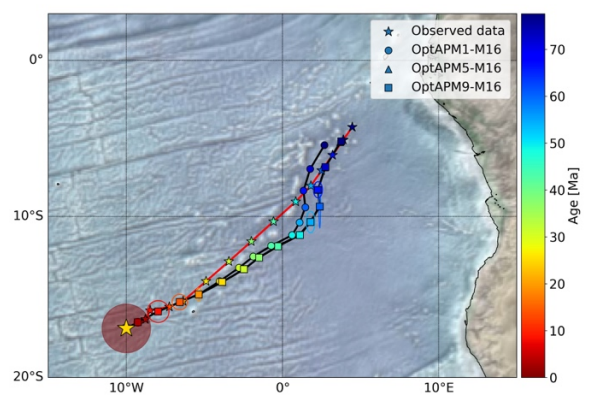 Observed data
OptAPM1-M16
OptAPM5-M16
OptAPM9-M16
0°
10°S
20°S
10°W
0°
10°E
70
60
50
40
30
20
10
0
Age [Ma]